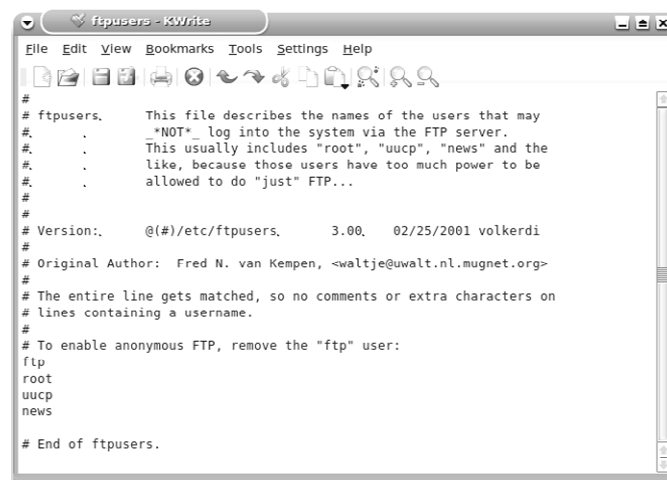 ftpusers - KWrite
File Edit View Bookmarks Tools Settings Help
#
# ftpusers. This file describes the names of the users that may
#. . _*NOT*_ log into the system via the FTP server.
#. . This usually includes "root", "uucp", "news" and the
#. . like, because those users have too much power to be
#. . allowed to do "just" FTP...
#
#
# Version:. @(#)/etc/ftpusers. 3.00. 02/25/2001 volkerdi
#
# Original Author: Fred N. van Kempen, <waltje@uwalt.nl.mugnet.org>
#
# The entire line gets matched, so no comments or extra characters on
# lines containing a username.
#
# To enable anonymous FTP, remove the "ftp" user:
ftp
root
uucp
news
# End of ftpusers.